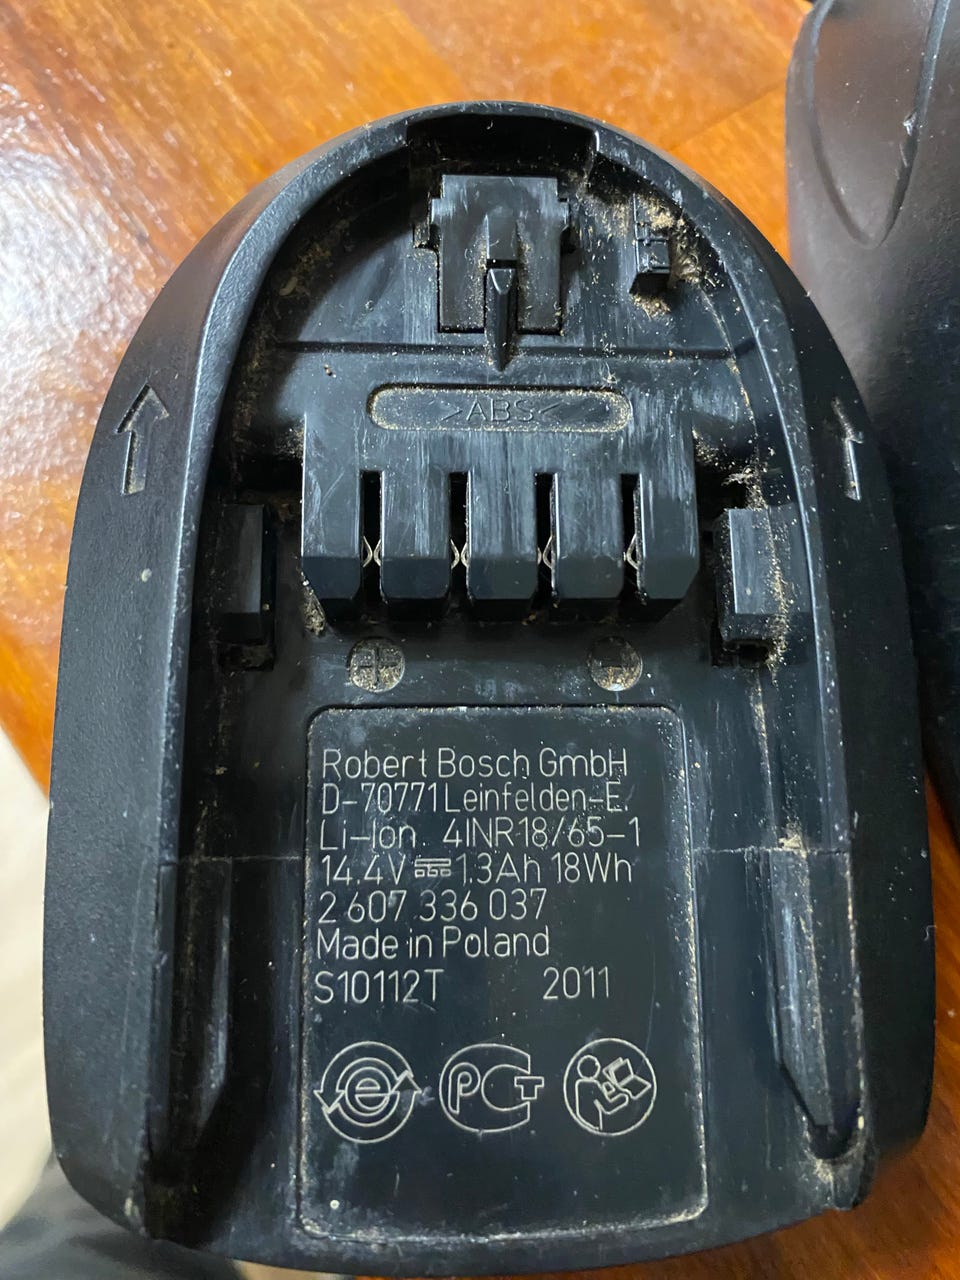 >ABS<
+ -
Robert Bosch GmbH
D-70771 Leinfelden-E.
Li-Ion 4INR18/65-1
14.4V ⎓ 1.3Ah 18Wh
2 607 336 037
Made in Poland
S10112T 2011
e PCT